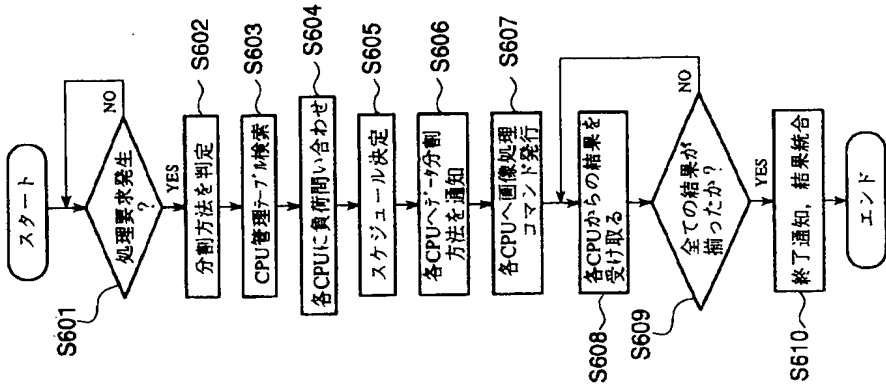 スタート
S601
処理要求発生
?
NO
YES
分割方法を判定
S602
CPU管理テーブル検索
S603
各CPUに負荷問い合わせ
S604
スケジュール決定
S605
各CPUへデータ分割
方法を通知
S606
各CPUへ画像処理
コマンド発行
S607
各CPUからの結果を
受け取る
S608
全ての結果が
揃ったか?
S609
NO
YES
終了通知,結果統合
S610
エンド